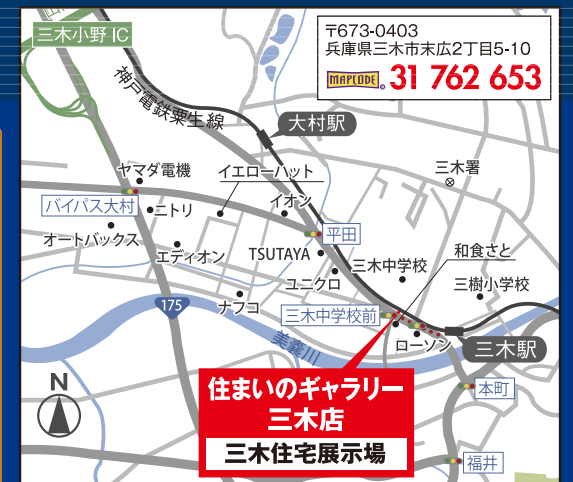 三木小野IC
〒673-0403
兵庫県三木市末広2丁目5-10
MAPCODE® 31 762 653
神戸電鉄粟生線
大村駅
三木署
ヤマダ電機
イエローハット
バイパス大村
ニトリ
イオン
オートバックス
エディオン
平田
TSUTAYA
和食さと
三木中学校
ユニクロ
三樹小学校
175
ナフコ
三木中学校前
ローソン
美嚢川
三木駅
N
住まいのギャラリー
三木店
三木住宅展示場
本町
福井